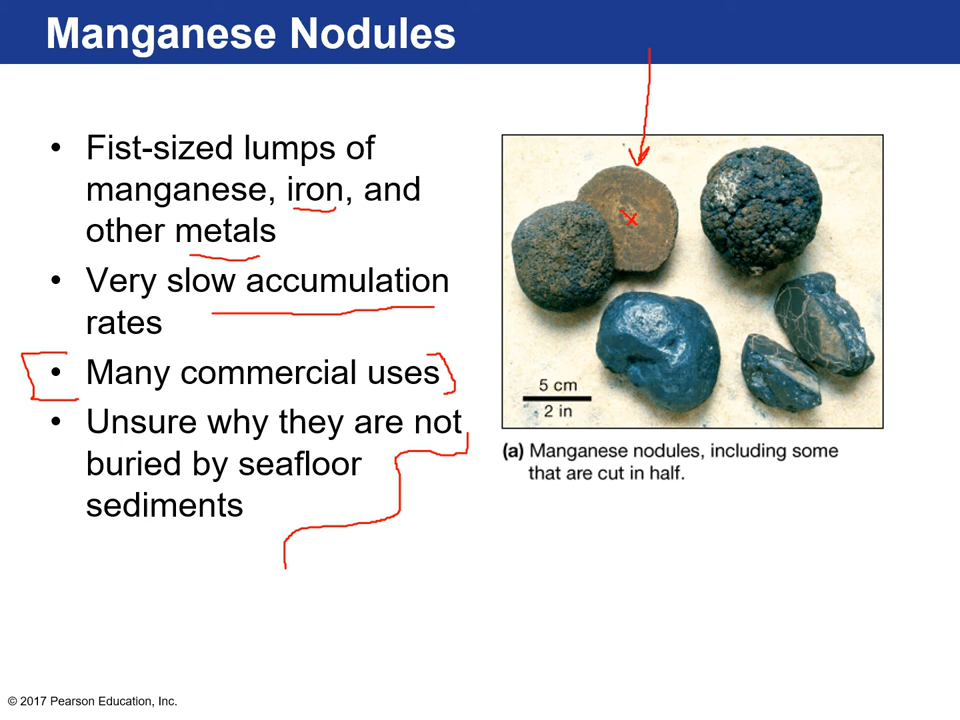 Manganese Nodules
• Fist-sized lumps of
manganese, iron, and
other metals
• Very slow accumulation
rates
• Many commercial uses
• Unsure why they are not
buried by seafloor
sediments
5 cm
2 in
(a) Manganese nodules, including some
that are cut in half.
© 2017 Pearson Education, Inc.